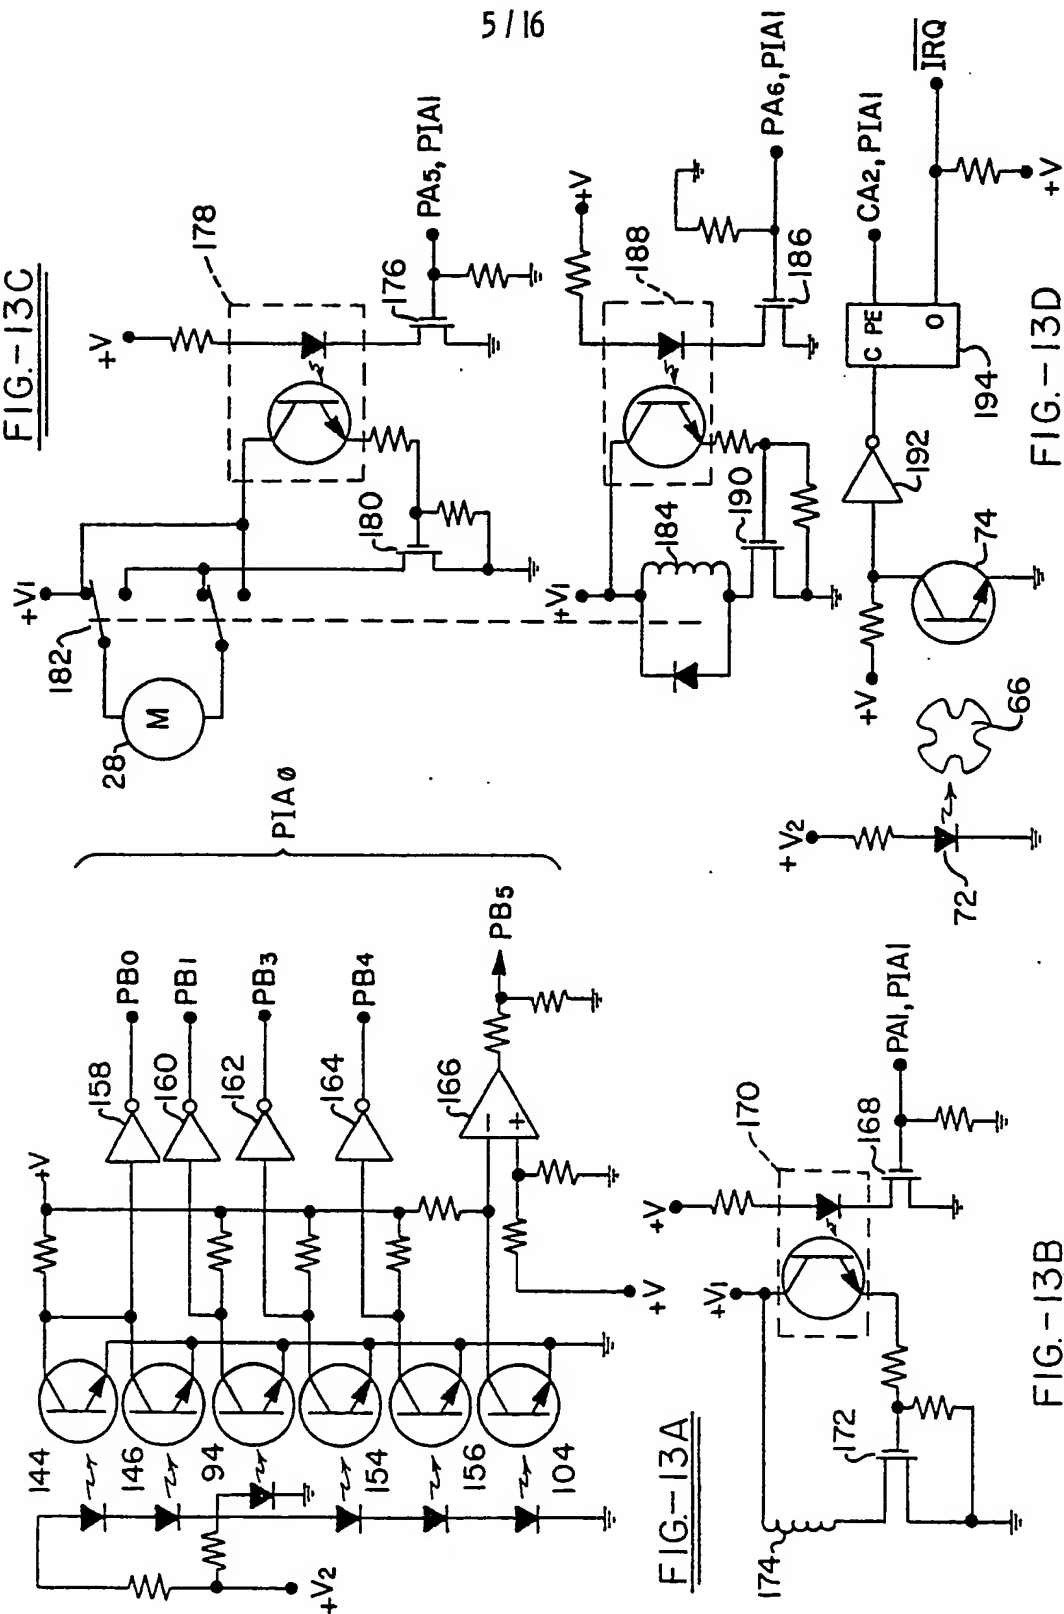 5/16
FIG.-13C
+V
178
+V1
182
28
M
180
176
PA5, PIA1
+V
188
+V1
184
190
186
PA6, PIA1
FIG.-13D
+V
74
192
C PE
O
194
CA2, PIA1
IRQ
+V
+V2
72
66
PIAØ
144
146
94
154
156
104
+V2
+V
158
PB0
160
PB1
162
PB3
164
PB4
166
−
+
PB5
+V
FIG.-13A
+V1
+V
170
168
PA1, PIA1
172
174
FIG.-13B